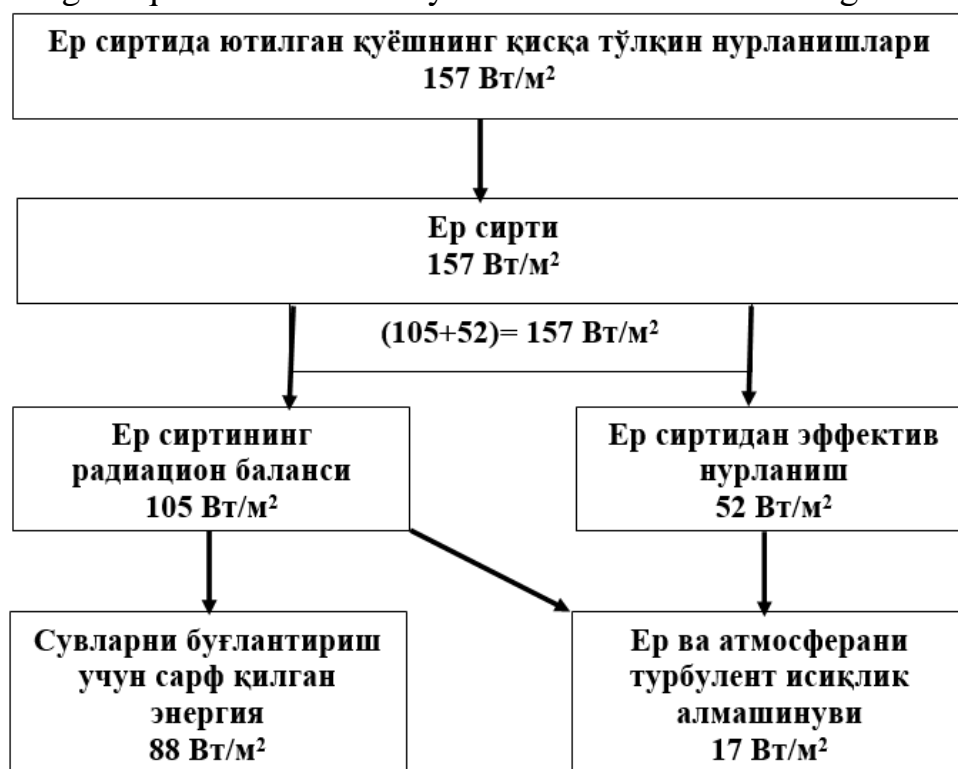 Ер сиртида ютилган қуёшнинг қисқа тўлқин нурланишлари
157 Вт/м²
Ер сирти
157 Вт/м²
(105+52)= 157 Вт/м²
Ер сиртининг
радиацион баланси
105 Вт/м²
Ер сиртидан эффектив
нурланиш
52 Вт/м²
Сувларни буғлантириш
учун сарф қилган
энергия
88 Вт/м²
Ер ва атмосферани
турбулент исиқлик
алмашинуви
17 Вт/м²